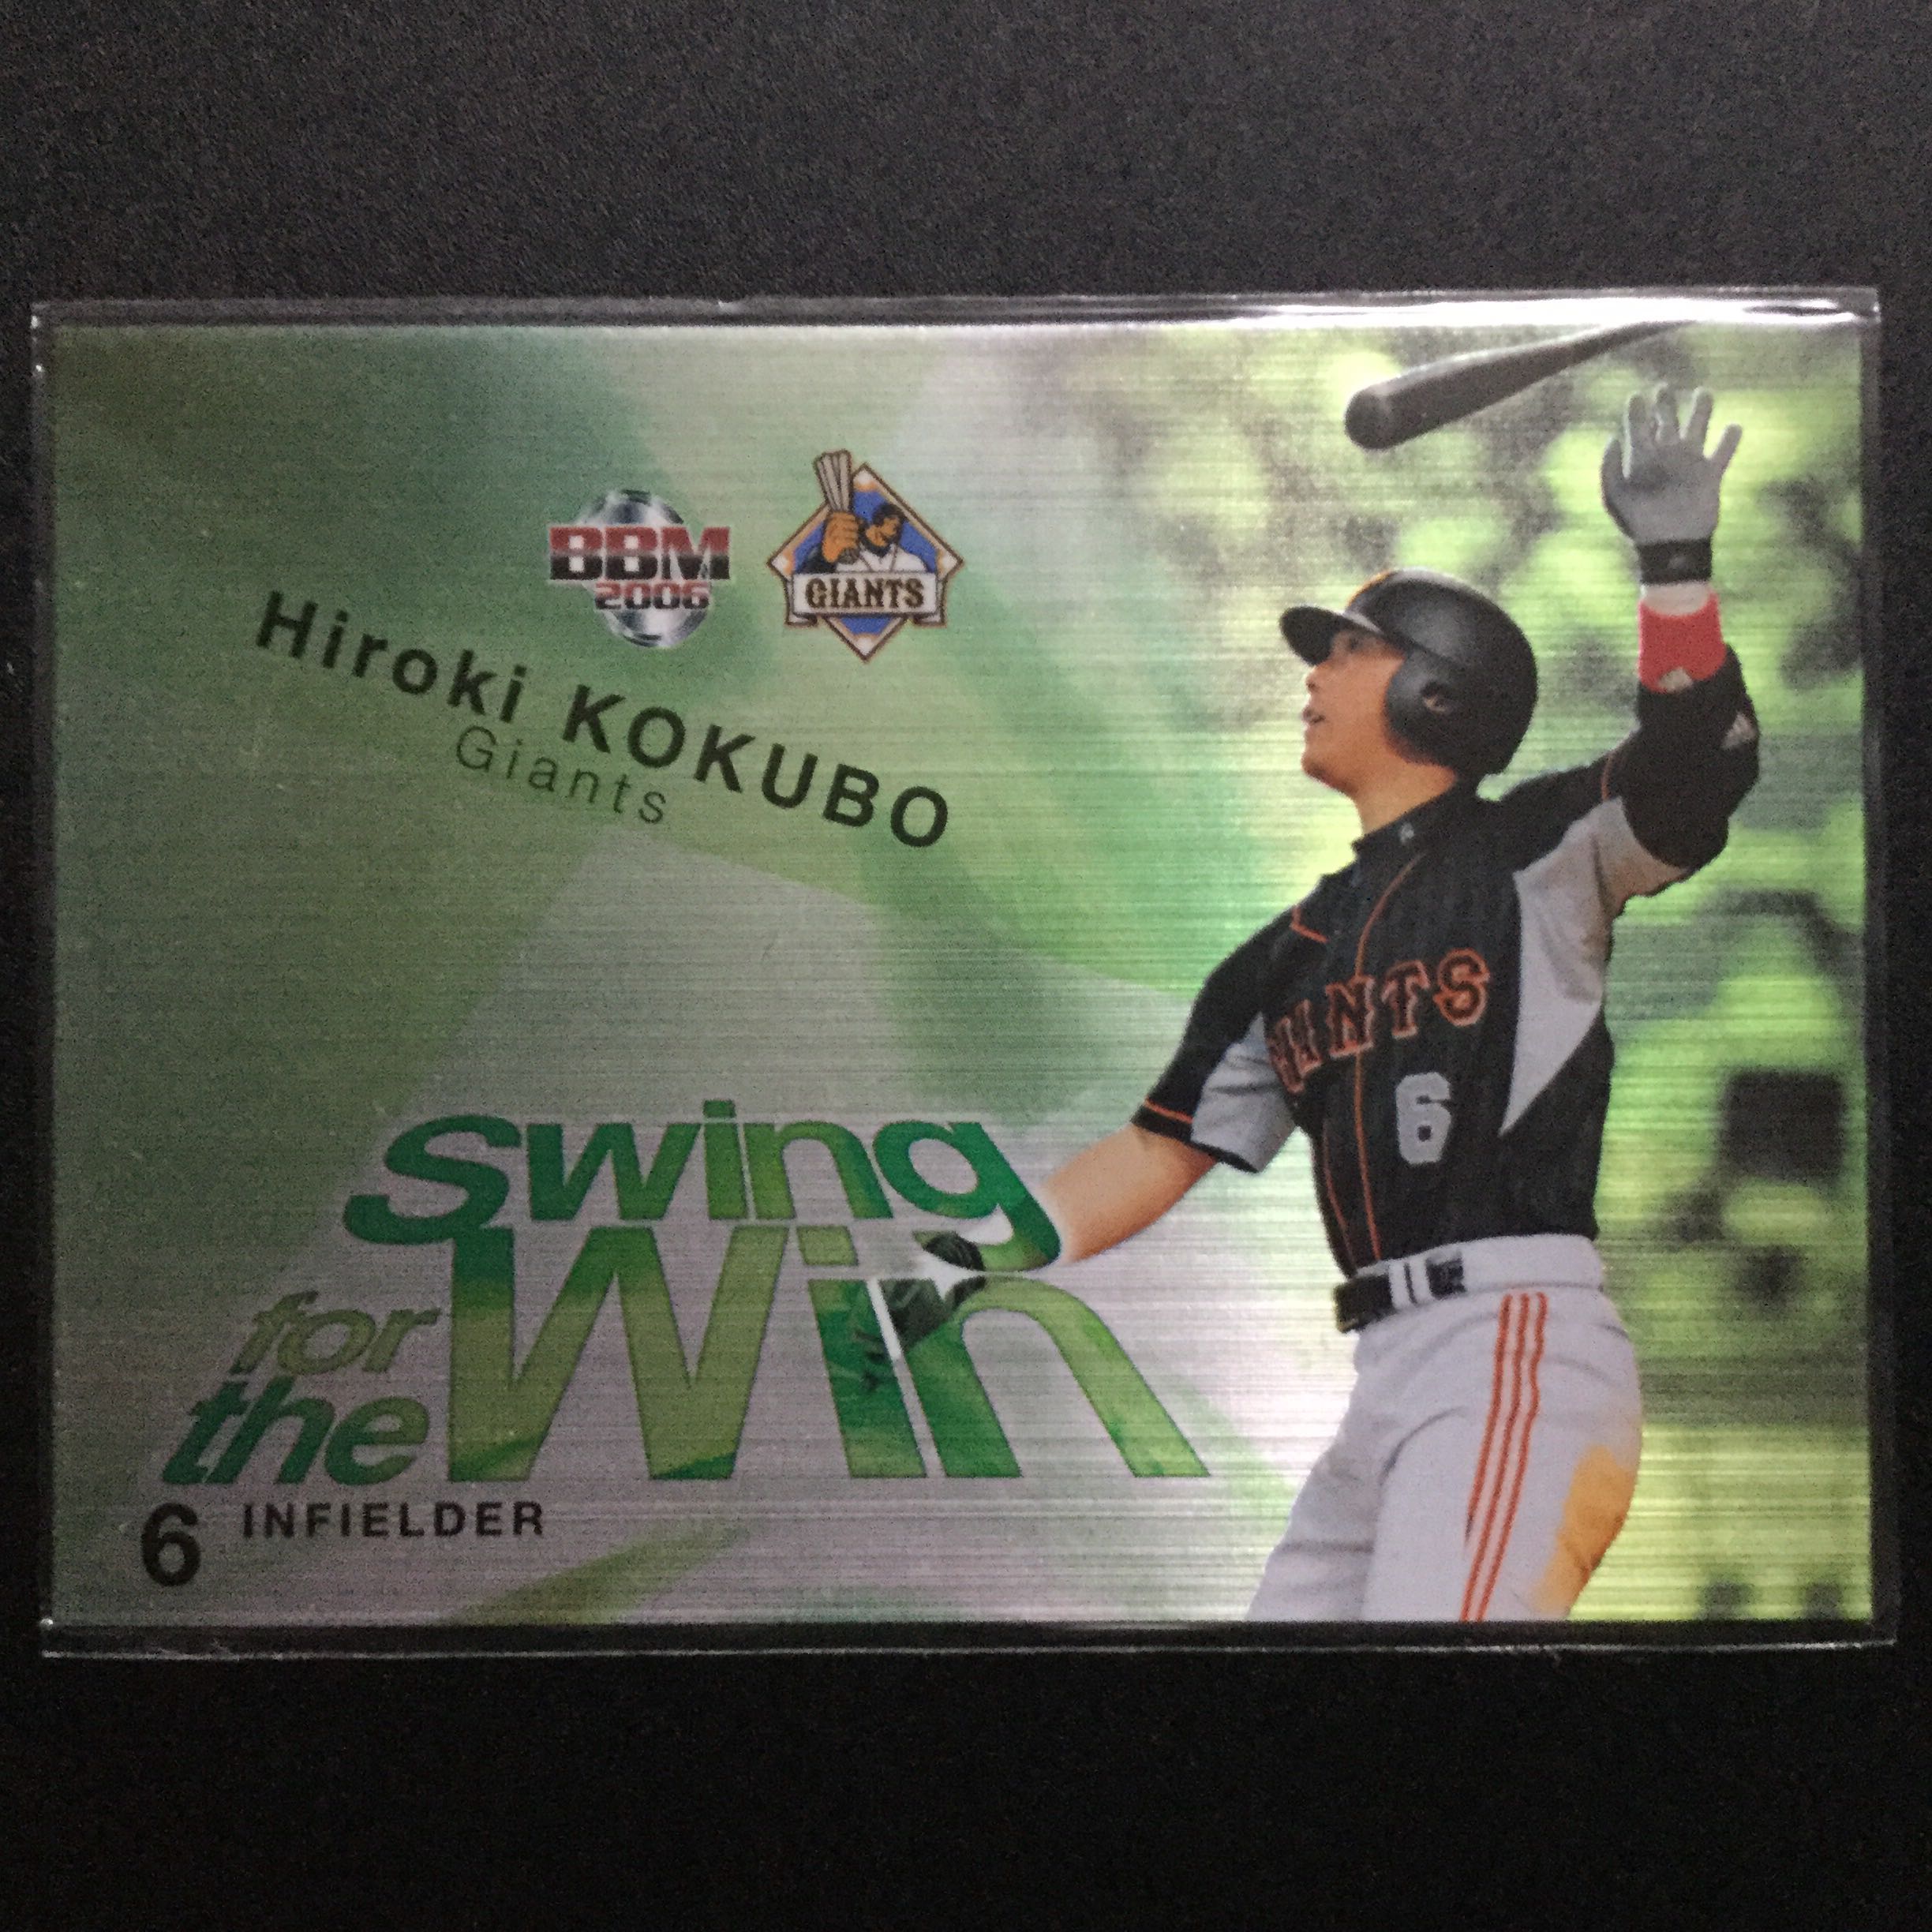 BBM
2006
GIANTS
Hiroki KOKUBO
Giants
GIANTS
6
swing
for
the
Win
6 INFIELDER